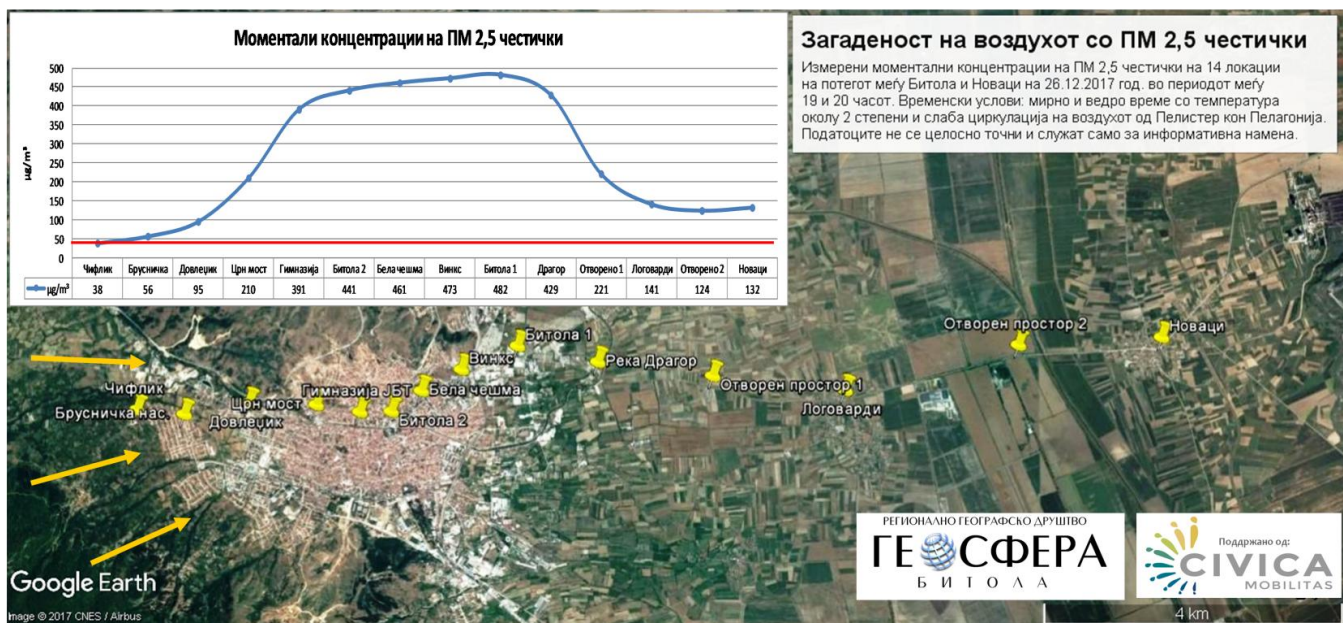 Моментали концентрации на ПМ 2,5 честички
500
450
400
350
300
250
200
150
100
50
0
µg/m³
Чифлик Брусничка Довлеџик Црн мост Гимназија Битола 2 Бела чешма Винкс Битола 1 Драгор Отворено 1 Логоварди Отворено 2 Новаци
µg/m³ 38 56 95 210 391 441 461 473 482 429 221 141 124 132
Загаденост на воздухот со ПМ 2,5 честички
Измерени моментални концентрации на ПМ 2,5 честички на 14 локации
на потегот меѓу Битола и Новаци на 26.12.2017 год. во периодот меѓу
19 и 20 часот. Временски услови: мирно и ведро време со температура
околу 2 степени и слаба циркулација на воздухот од Пелистер кон Пелагонија.
Податоците не се целосно точни и служат само за информативна намена.
Чифлик
Брусничка нас.
Довлеџик
Црн мост
Гимназија ЈБТ
Битола 2
Бела чешма
Винкс
Битола 1
Река Драгор
Отворен простор 1
Логоварди
Отворен простор 2
Новаци
РЕГИОНАЛНО ГЕОГРАФСКО ДРУШТВО
ГЕОСФЕРА
БИТОЛА
Поддржано од:
CIVICA
MOBILITAS
Google Earth
Image © 2017 CNES / Airbus
4 km